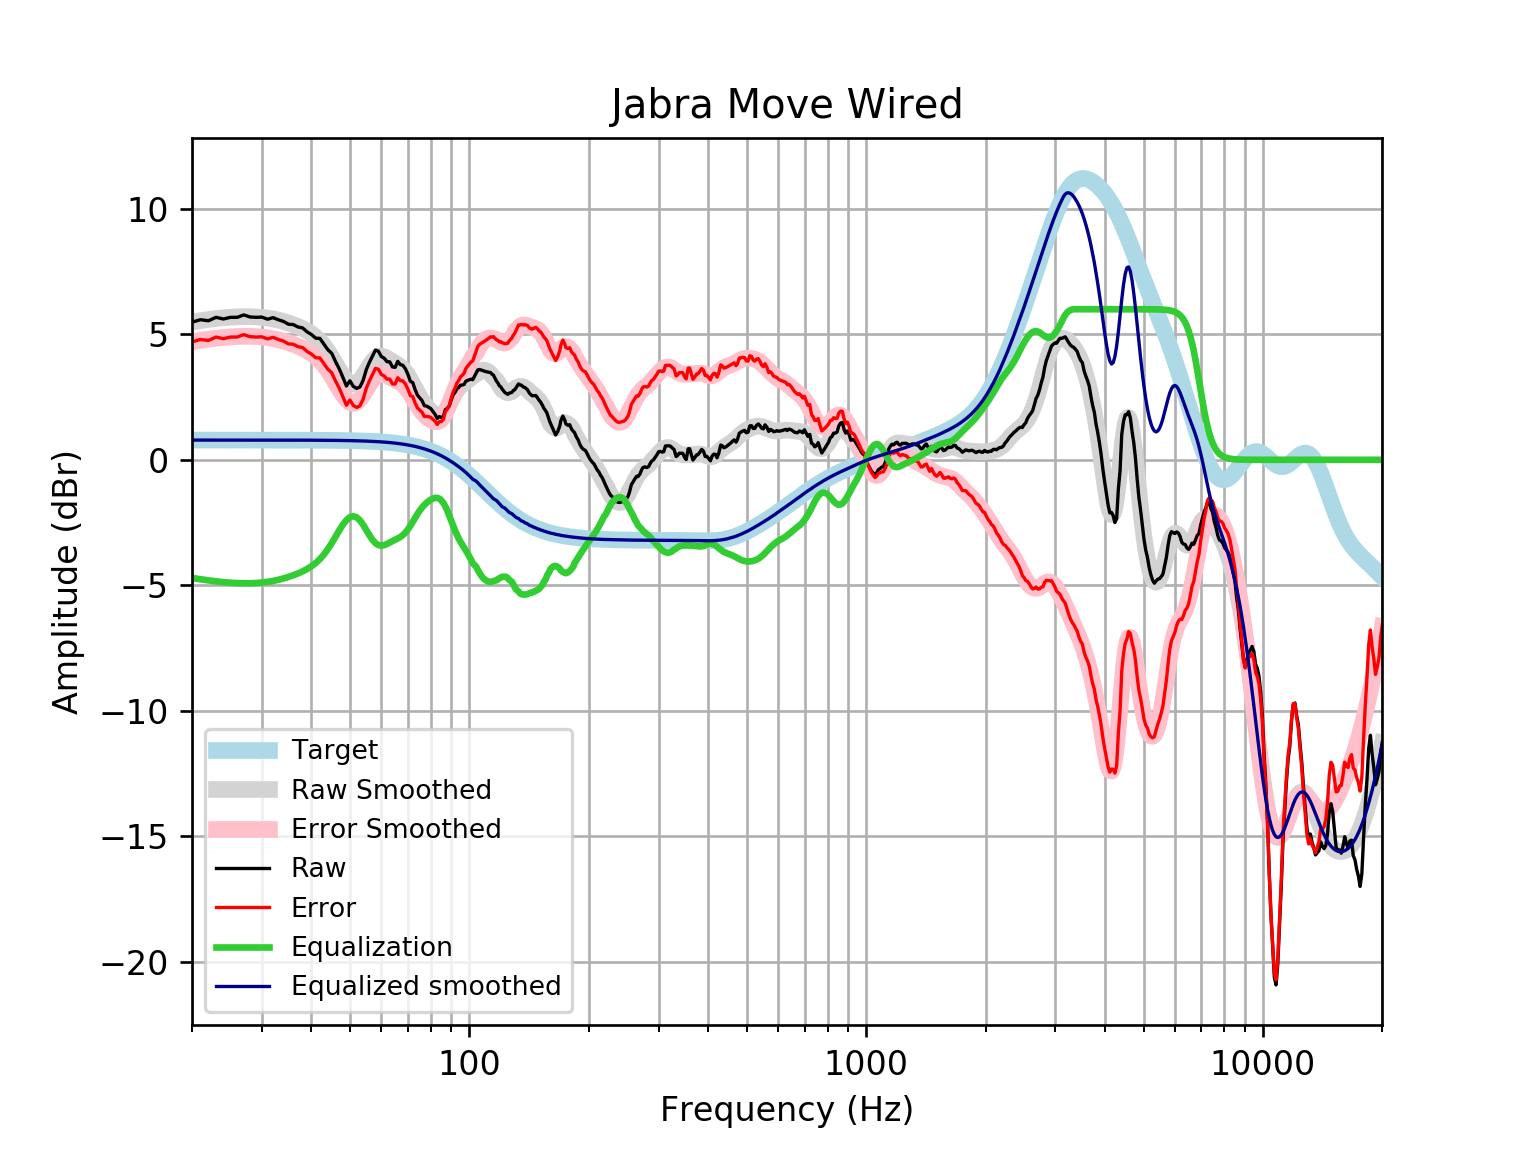 Jabra Move Wired
10
5
0
−5
−10
−15
−20
Amplitude (dBr)
Target
Raw Smoothed
Error Smoothed
Raw
Error
Equalization
Equalized smoothed
100
1000
10000
Frequency (Hz)